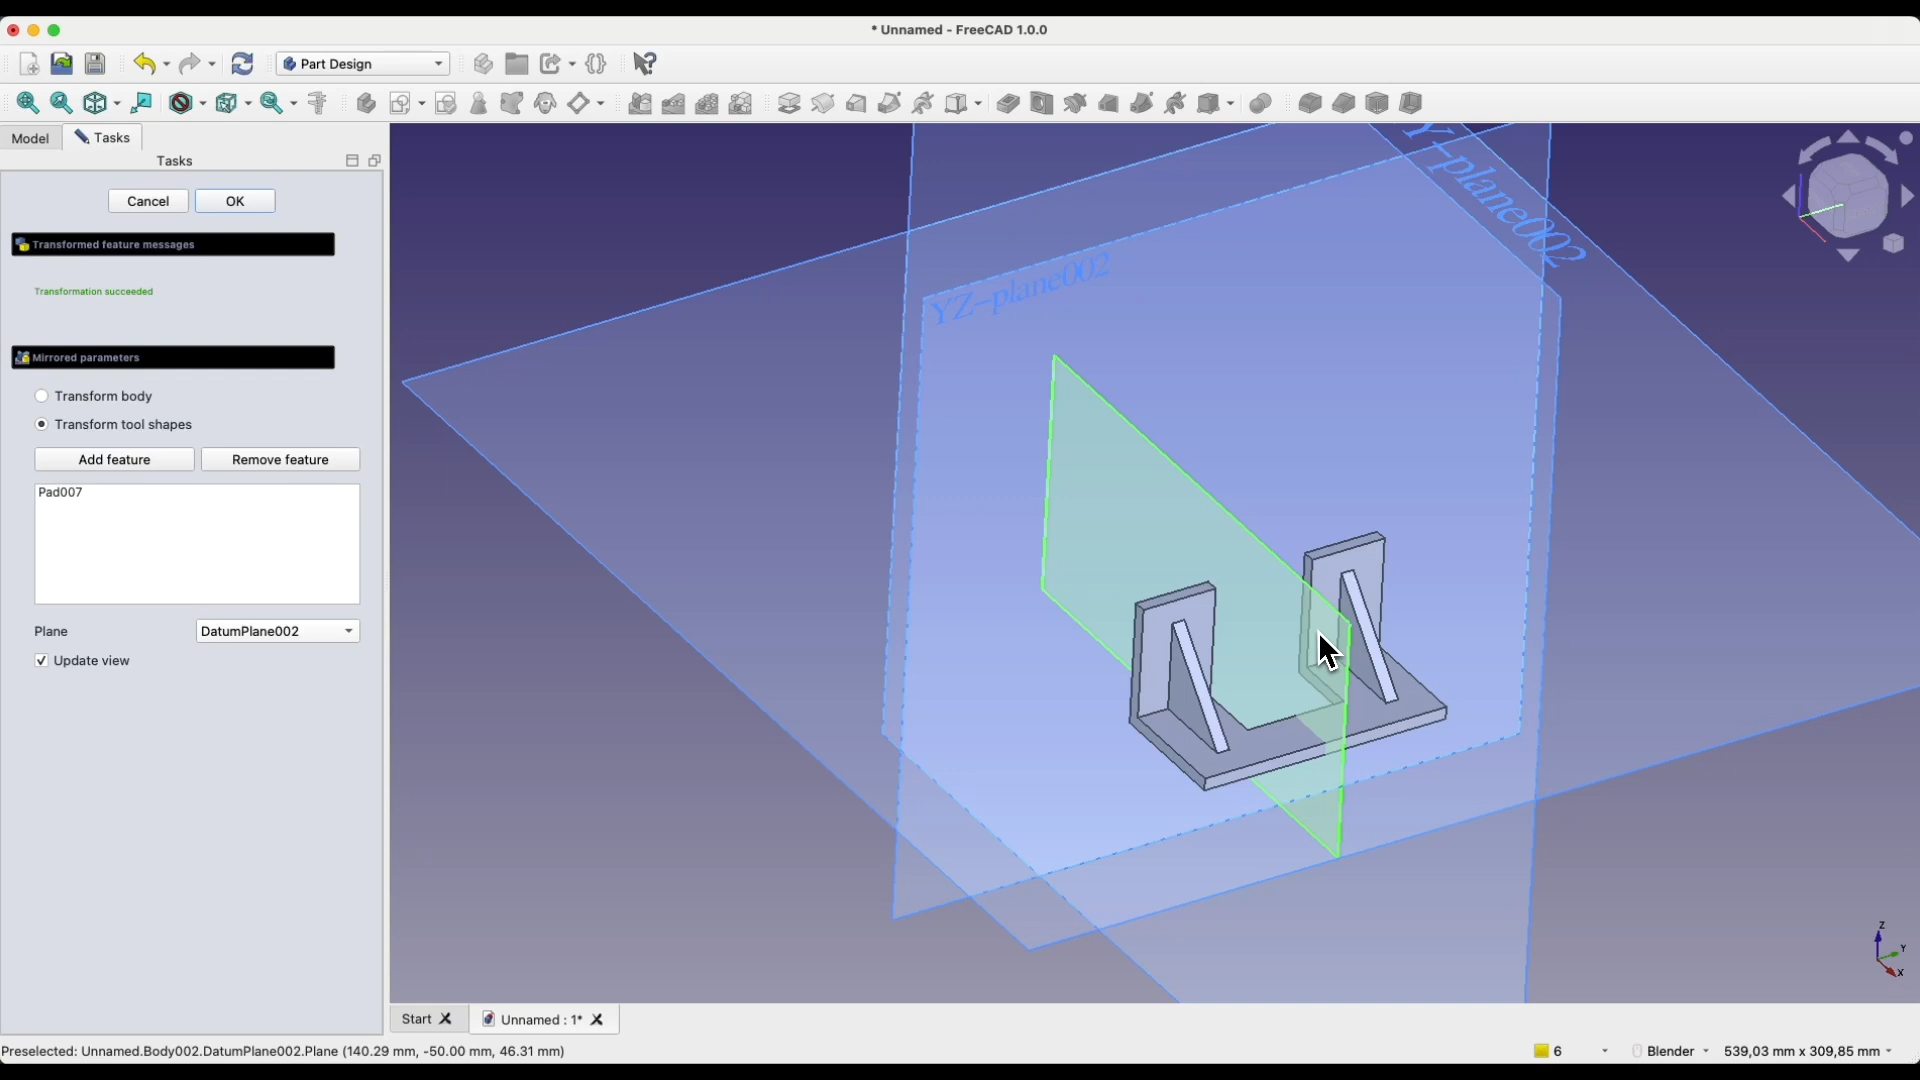 * Unnamed - FreeCAD 1.0.0
Part Design
Model
Tasks
Tasks
Cancel
OK
Transformed feature messages
Transformation succeeded
Mirrored parameters
Transform body
Transform tool shapes
Add feature
Remove feature
Pad007
Plane
DatumPlane002
Update view
YZ-plane002
Y-plane002
Z
Y
X
Start
Unnamed : 1*
Preselected: Unnamed.Body002.DatumPlane002.Plane (140.29 mm, -50.00 mm, 46.31 mm)
6
Blender
539,03 mm x 309,85 mm